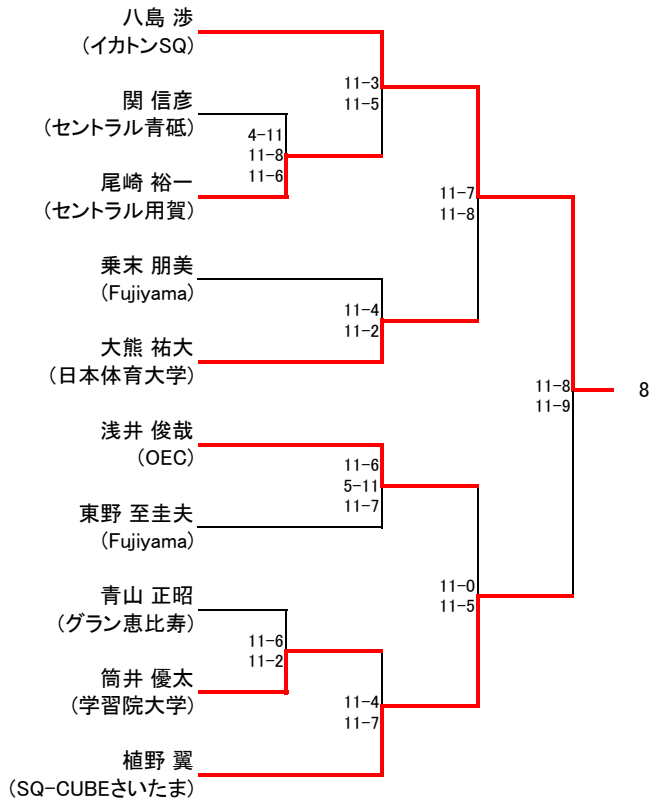 八島 渉
(イカトンSQ)
11-3
11-5
関 信彦
(セントラル青砥)
4-11
11-8
11-6
尾崎 裕一
(セントラル用賀)
11-7
11-8
乗末 朋美
(Fujiyama)
11-4
11-2
大熊 祐大
(日本体育大学)
11-8
11-9
8
浅井 俊哉
(OEC)
11-6
5-11
11-7
東野 至圭夫
(Fujiyama)
11-0
11-5
青山 正昭
(グラン恵比寿)
11-6
11-2
筒井 優太
(学習院大学)
11-4
11-7
植野 翼
(SQ-CUBEさいたま)